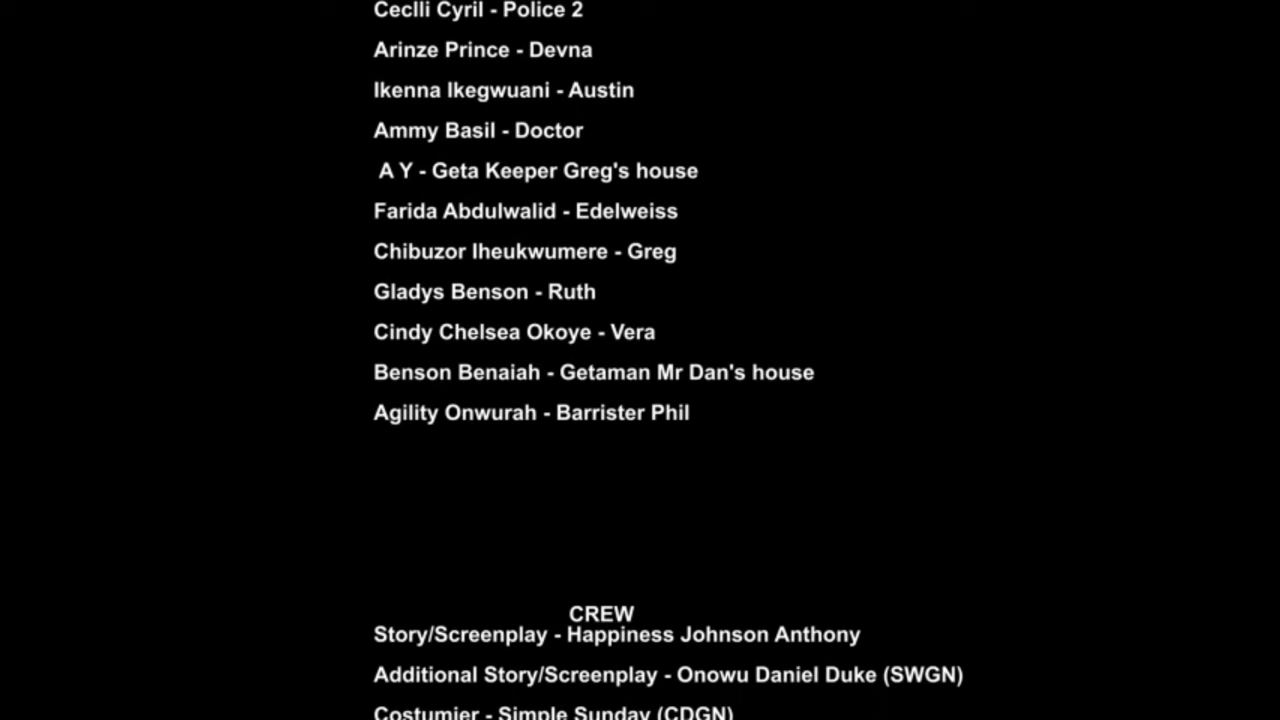 Ceclli Cyril - Police 2
Arinze Prince - Devna
Ikenna Ikegwuani - Austin
Ammy Basil - Doctor
A Y - Geta Keeper Greg's house
Farida Abdulwalid - Edelweiss
Chibuzor Iheukwumere - Greg
Gladys Benson - Ruth
Cindy Chelsea Okoye - Vera
Benson Benaiah - Getaman Mr Dan's house
Agility Onwurah - Barrister Phil
CREW
Story/Screenplay - Happiness Johnson Anthony
Additional Story/Screenplay - Onowu Daniel Duke (SWGN)
Costumier - Simple Sunday (CDGN)